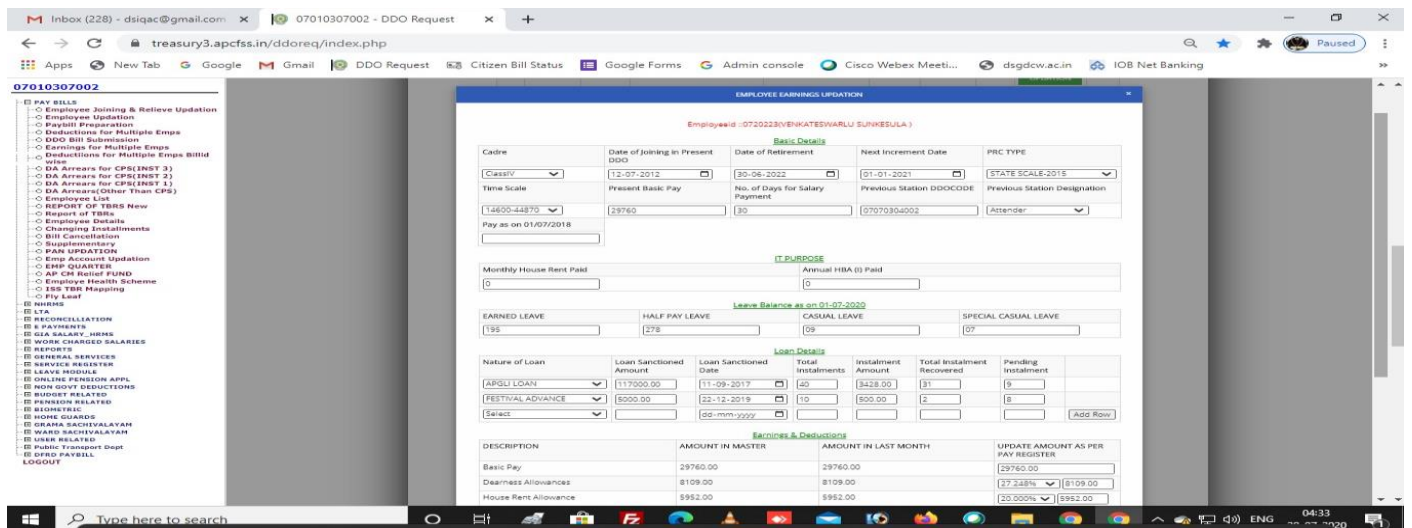 Inbox (228) - dsiqac@gmail.com × 07010307002 - DDO Request × +
treasury3.apcfss.in/ddoreq/index.php Paused
Apps New Tab Google Gmail DDO Request Citizen Bill Status Google Forms Admin console Cisco Webex Meeti... dsgdcw.ac.in IOB Net Banking »
07010307002
PAY BILLS
Employee Joining & Relieve Updation
Employee Updation
Paybill Preparation
Deductions for Multiple Emps
DDO Bill Submission
Earnings for Multiple Emps
Deductiions for Multiple Emps Billid
wise
DA Arrears for CPS(INST 3)
DA Arrears for CPS(INST 2)
DA Arrears for CPS(INST 1)
DA Arrears(Other Than CPS)
Employee List
REPORT OF TBRS New
Report of TBRs
Employee Details
Changing Installments
Bill Cancellation
Supplementary
PAN UPDATION
Emp Account Updation
EMP QUARTER
AP CM Relief FUND
Employe Health Scheme
ISS TBR Mapping
Fly Leaf
NHRMS
LTA
RECONCILLIATION
E PAYMENTS
GIA SALARY_HRMS
WORK CHARGED SALARIES
REPORTS
GENERAL SERVICES
SERVICE REGISTER
LEAVE MODULE
ONLINE PENSION APPL
NON GOVT DEDUCTIONS
BUDGET RELATED
PENSION RELATED
BIOMETRIC
HOME GUARDS
GRAMA SACHIVALAYAM
WARD SACHIVALAYAM
USER RELATED
Public Transport Dept
DFRD PAYBILL
LOGOUT
EMPLOYEE EARNINGS UPDATION ×
EmployeeId :0720223(VENKATESWARLU SUNKESULA )
Basic Details
Cadre Date of Joining in Present DDO Date of Retirement Next Increment Date PRC TYPE
ClassIV 12-07-2012 30-06-2022 01-01-2021 STATE SCALE-2015
Time Scale Present Basic Pay No. of Days for Salary Payment Previous Station DDOCODE Previous Station Designation
14600-44870 29760 30 07070304002 Attender
Pay as on 01/07/2018
IT PURPOSE
Monthly House Rent Paid Annual HBA (I) Paid
0 0
Leave Balance as on 01-07-2020
EARNED LEAVE HALF PAY LEAVE CASUAL LEAVE SPECIAL CASUAL LEAVE
195 278 09 07
Loan Details
Nature of Loan Loan Sanctioned Amount Loan Sanctioned Date Total Instalments Instalment Amount Total Instalment Recovered Pending Instalment
APGLI LOAN 117000.00 11-09-2017 40 3428.00 31 9
FESTIVAL ADVANCE 5000.00 22-12-2019 10 500.00 2 8
Select dd-mm-yyyy Add Row
Earnings & Deductions
DESCRIPTION AMOUNT IN MASTER AMOUNT IN LAST MONTH UPDATE AMOUNT AS PER PAY REGISTER
Basic Pay 29760.00 29760.00 29760.00
Dearness Allowances 8109.00 8109.00 27.248% 8109.00
House Rent Allowance 5952.00 5952.00 20.000% 5952.00
Type here to search ENG 04:33